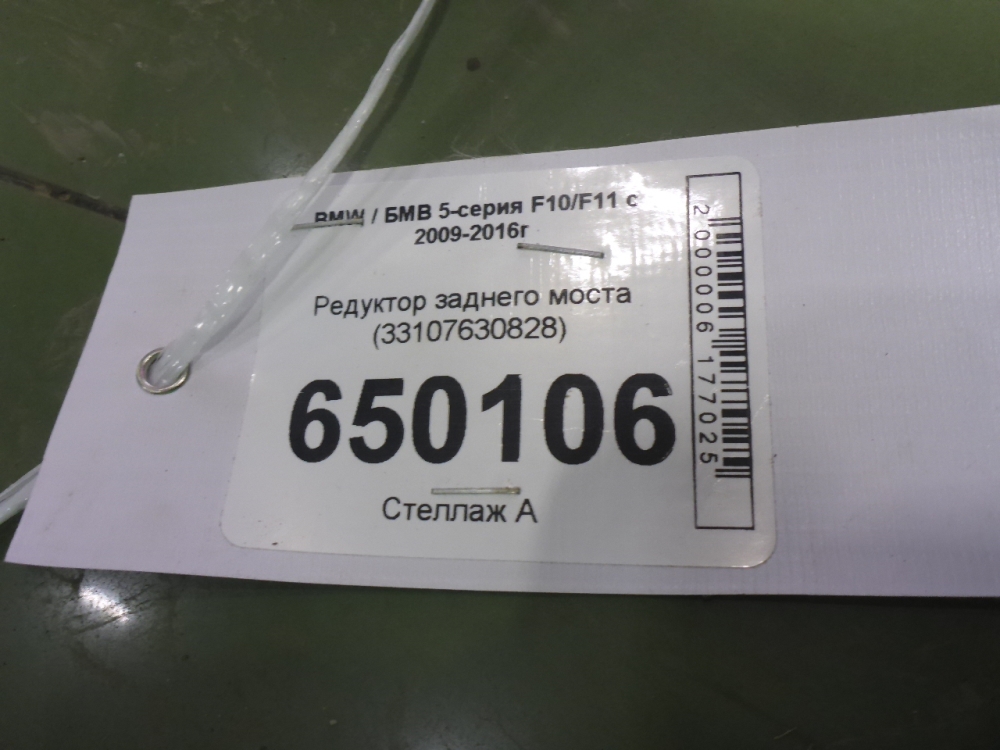 BMW / БМВ 5-серия F10/F11 с
2009-2016г
Редуктор заднего моста
(33107630828)
650106
Стеллаж А
2000006177025